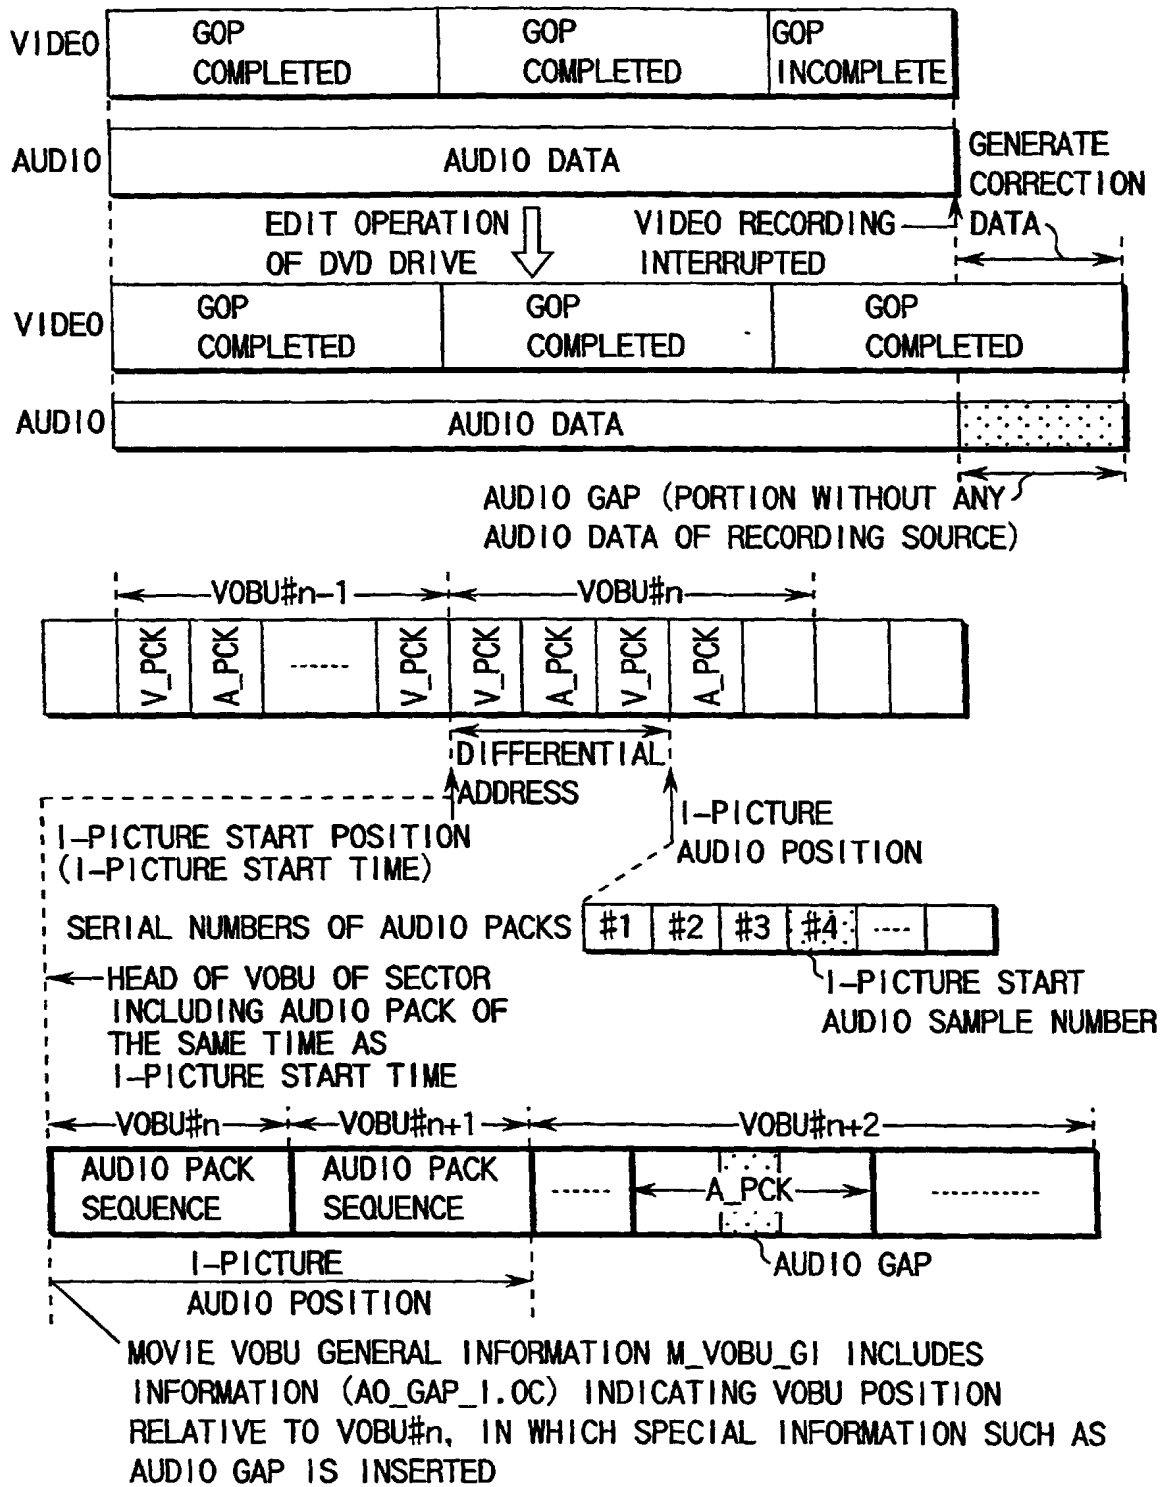 VIDEO
GOP COMPLETED
GOP COMPLETED
GOP INCOMPLETE
AUDIO
AUDIO DATA
GENERATE
CORRECTION
DATA
EDIT OPERATION
OF DVD DRIVE
VIDEO RECORDING
INTERRUPTED
VIDEO
GOP COMPLETED
GOP COMPLETED
GOP COMPLETED
AUDIO
AUDIO DATA
AUDIO GAP (PORTION WITHOUT ANY
AUDIO DATA OF RECORDING SOURCE)
VOBU#n-1
VOBU#n
V_PCK
A_PCK
------
V_PCK
V_PCK
A_PCK
V_PCK
A_PCK
DIFFERENTIAL
ADDRESS
I-PICTURE START POSITION
(I-PICTURE START TIME)
I-PICTURE
AUDIO POSITION
SERIAL NUMBERS OF AUDIO PACKS
#1
#2
#3
#4
----
I-PICTURE START
AUDIO SAMPLE NUMBER
HEAD OF VOBU OF SECTOR
INCLUDING AUDIO PACK OF
THE SAME TIME AS
I-PICTURE START TIME
VOBU#n
VOBU#n+1
VOBU#n+2
AUDIO PACK
SEQUENCE
AUDIO PACK
SEQUENCE
------
A_PCK
---------
AUDIO GAP
I-PICTURE
AUDIO POSITION
MOVIE VOBU GENERAL INFORMATION M_VOBU_GI INCLUDES
INFORMATION (A0_GAP_I.0C) INDICATING VOBU POSITION
RELATIVE TO VOBU#n, IN WHICH SPECIAL INFORMATION SUCH AS
AUDIO GAP IS INSERTED